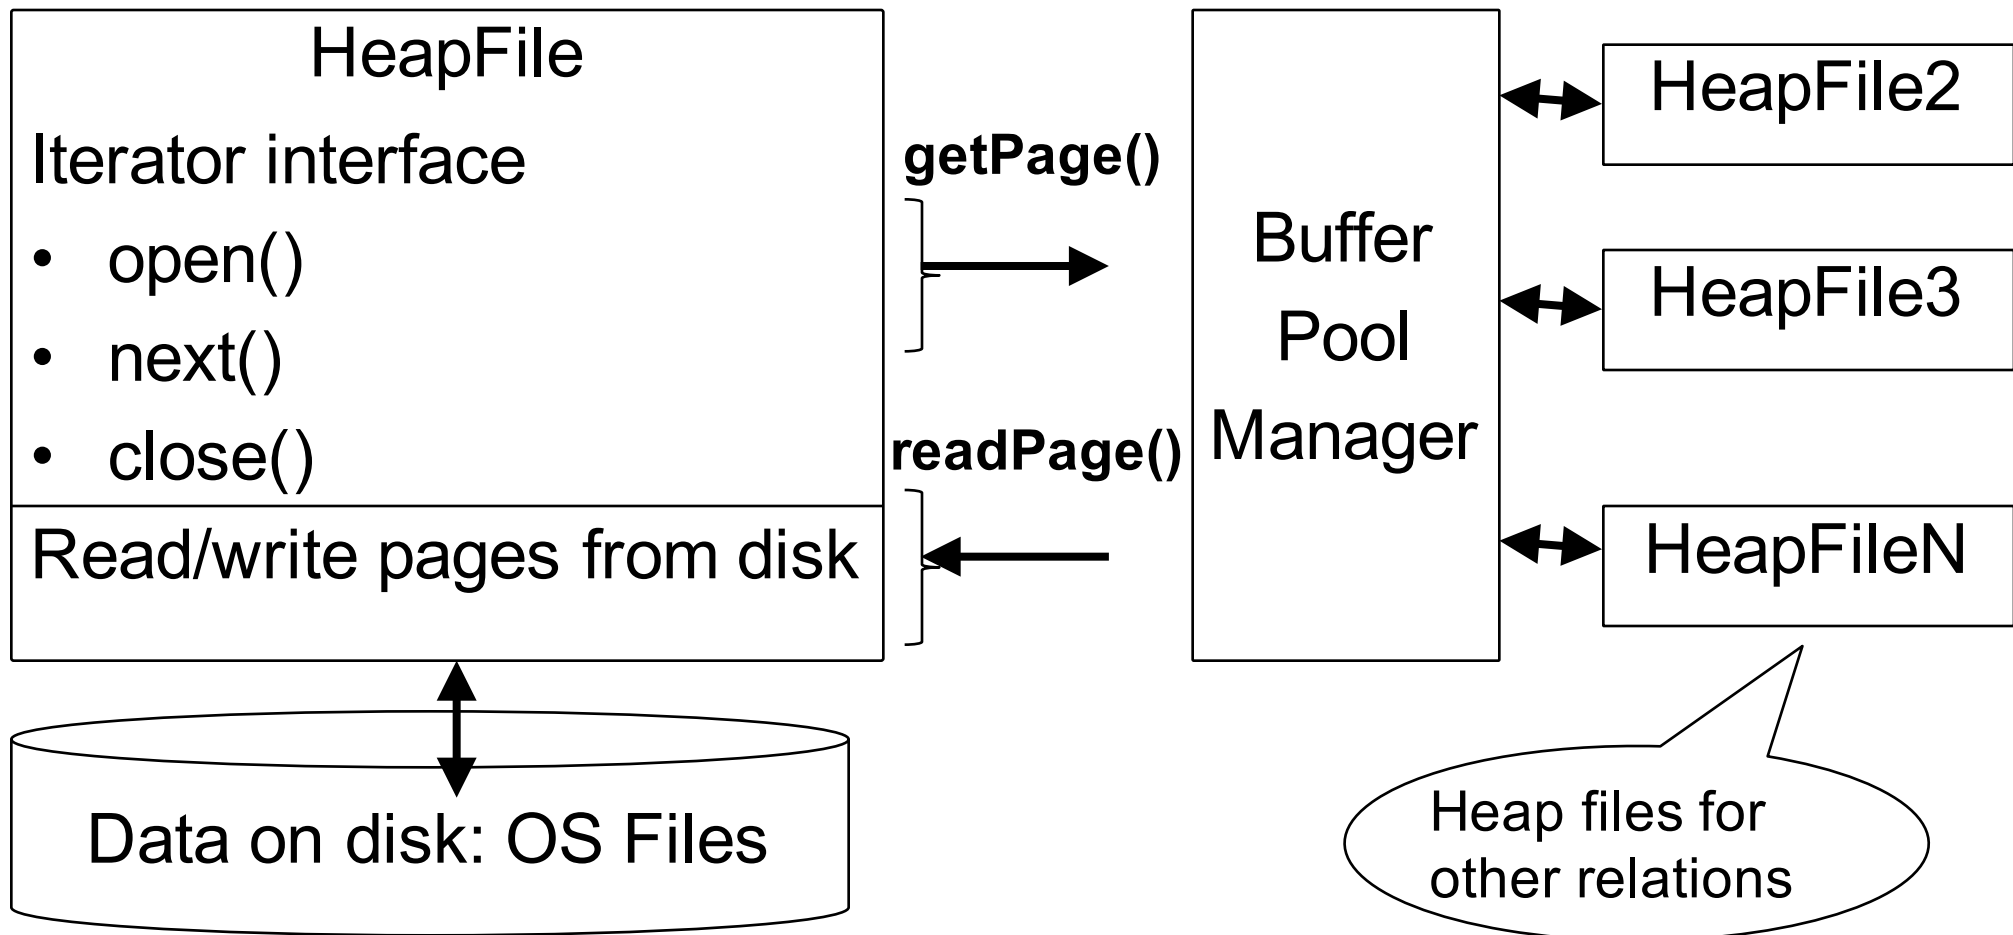 HeapFile
Iterator interface
• open()
• next()
• close()
Read/write pages from disk
Data on disk: OS Files
getPage()
readPage()
Buffer
Pool
Manager
HeapFile2
HeapFile3
HeapFileN
Heap files for
other relations